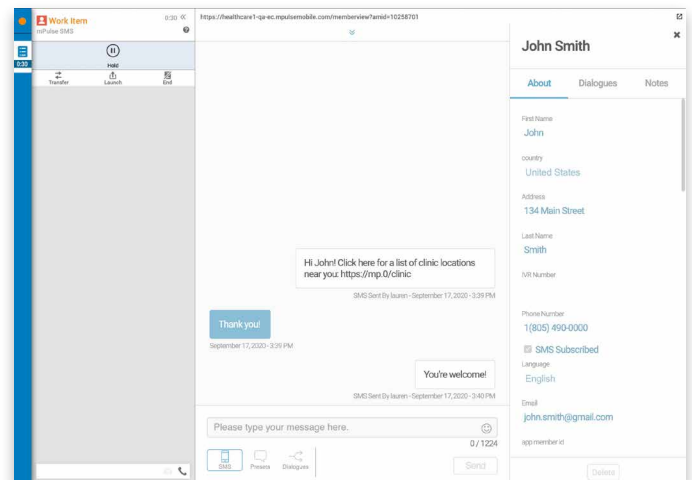 Work Item
0:30
mPulse SMS
https://healthcare1-qa-ec.mpulsemobile.com/memberview?amid=10258701
0:30
Hold
Transfer
Launch
End
John Smith
About
Dialogues
Notes
First Name
John
country
United States
Address
134 Main Street
Last Name
Smith
IVR Number
Phone Number
1(805) 490-0000
SMS Subscribed
Language
English
Email
john.smith@gmail.com
app member id
Delete
Hi John! Click here for a list of clinic locations
near you: https://mp.0/clinic
SMS Sent By lauren - September 17, 2020 - 3:39 PM
Thank you!
September 17, 2020 - 3:39 PM
You're welcome!
SMS Sent By lauren - September 17, 2020 - 3:40 PM
Please type your message here.
0 / 1224
SMS
Presets
Dialogues
Send